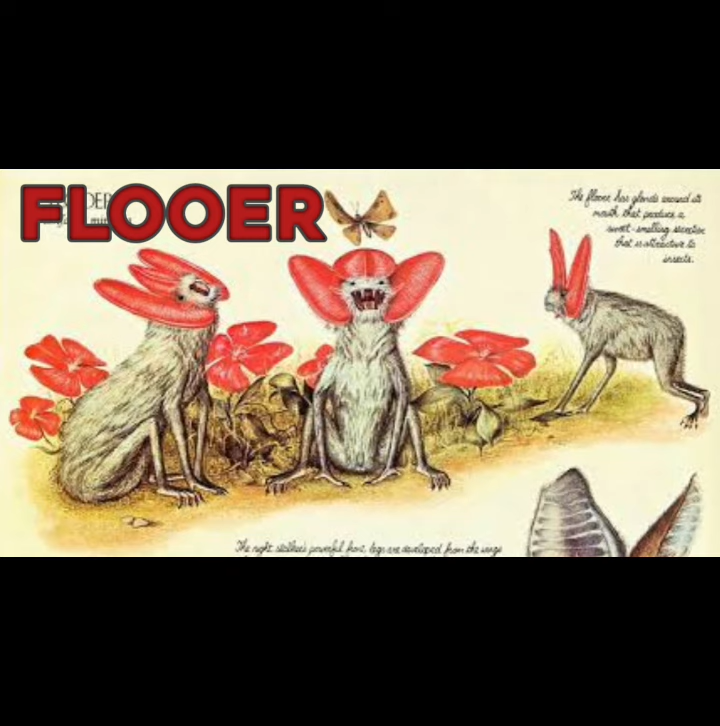 FLOOER
The flooer has glands around its
mouth that produce a
sweet-smelling secretion
that is attractive to
insects.
The night stalker's powerful front legs are developed from the wings